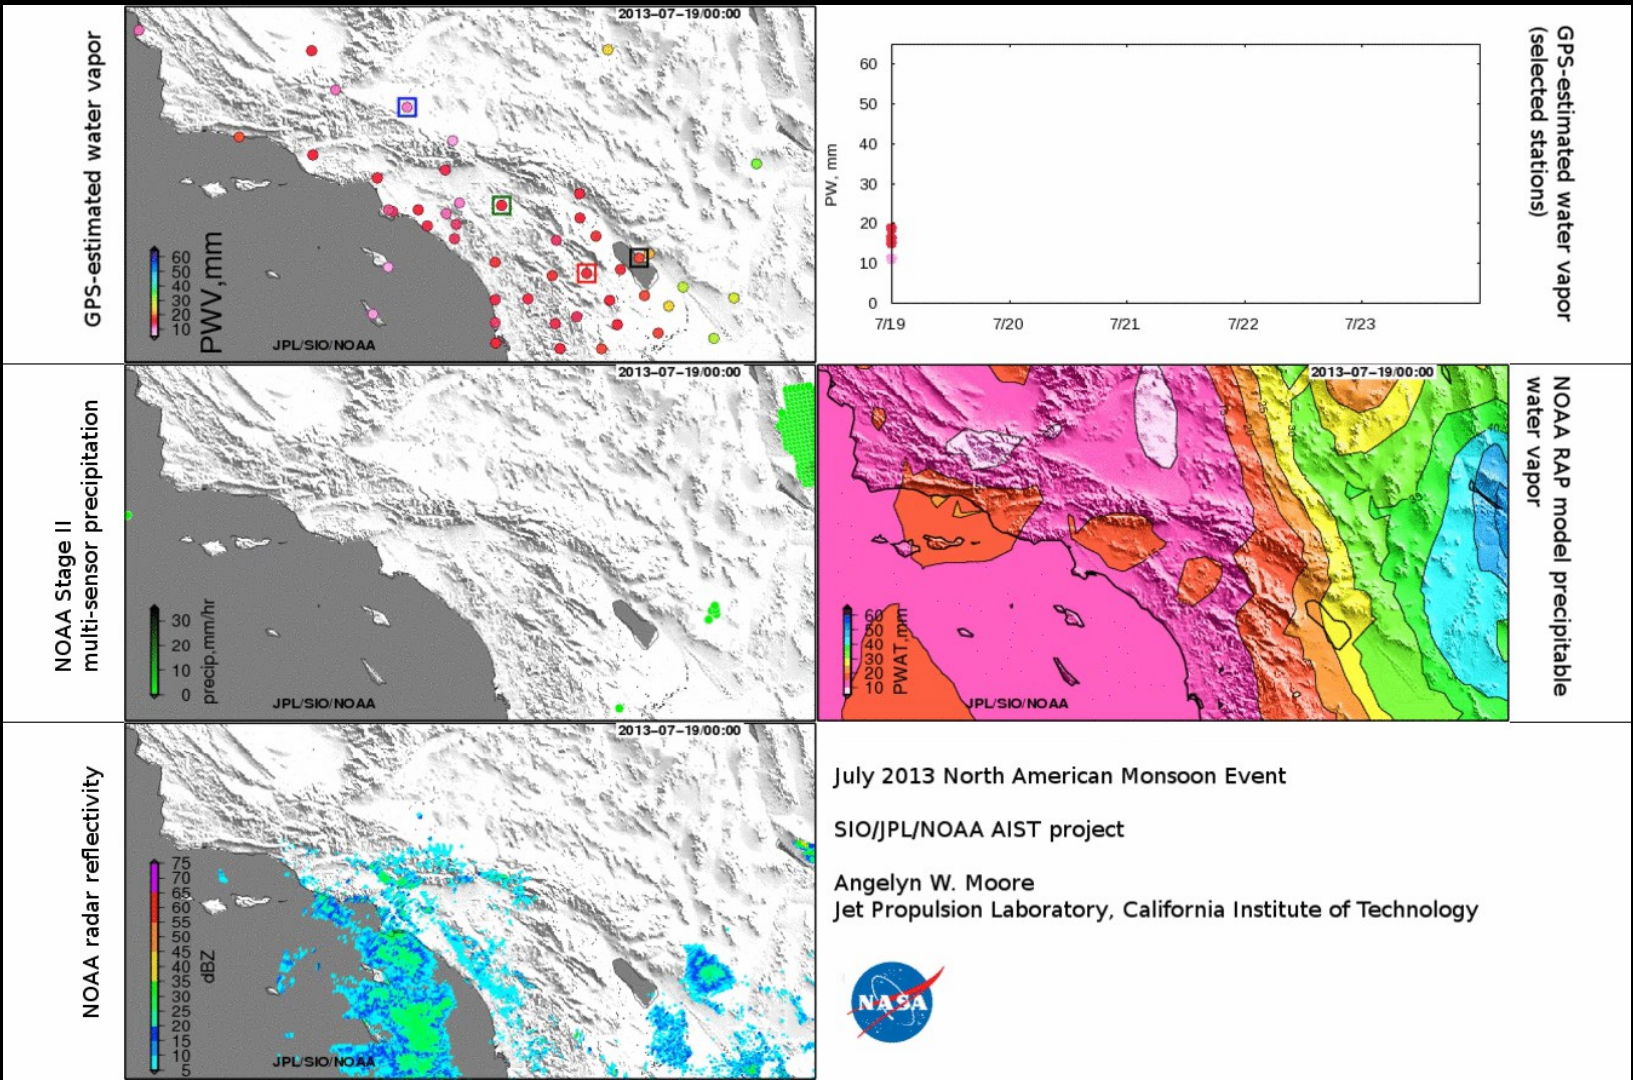 GPS-estimated water vapor
2013-07-19/00:00
60
50
40
30
20
10
PWV,mm
JPL/SIO/NOAA
60
50
40
30
20
10
0
PW, mm
7/19
7/20
7/21
7/22
7/23
GPS-estimated water vapor
(selected stations)
NOAA Stage II
multi-sensor precipitation
2013-07-19/00:00
30
20
10
0
precip,mm/hr
JPL/SIO/NOAA
2013-07-19/00:00
60
50
40
30
20
10
PWAT,mm
JPL/SIO/NOAA
NOAA RAP model precipitable
water vapor
NOAA radar reflectivity
2013-07-19/00:00
75
70
65
60
55
50
45
40
35
30
25
20
15
10
5
dBZ
JPL/SIO/NOAA
July 2013 North American Monsoon Event
SIO/JPL/NOAA AIST project
Angelyn W. Moore
Jet Propulsion Laboratory, California Institute of Technology
NASA